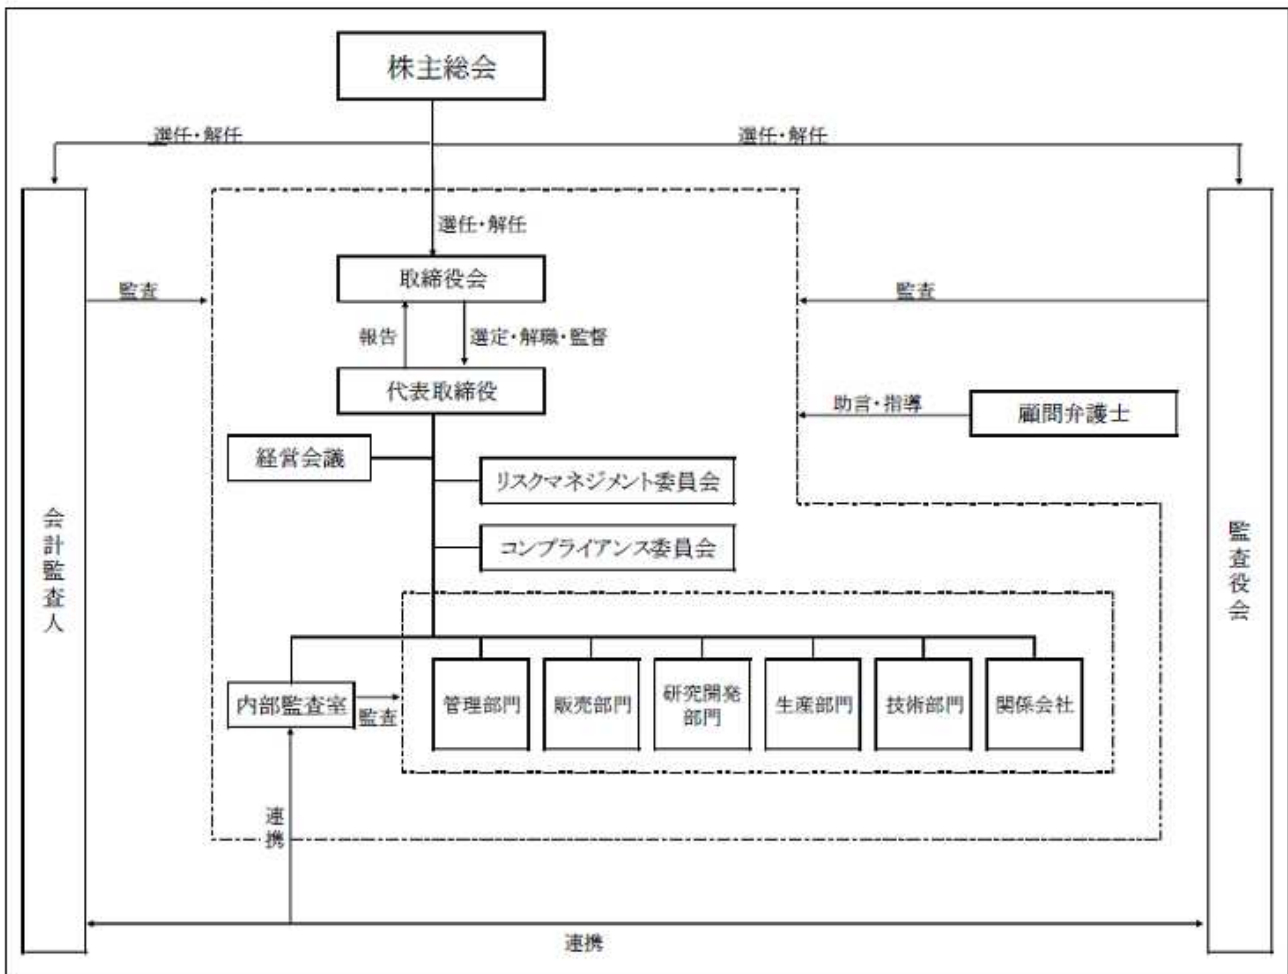 株主総会
選任・解任
選任・解任
選任・解任
取締役会
監査
監査
報告
選定・解職・監督
代表取締役
助言・指導
顧問弁護士
経営会議
リスクマネジメント委員会
コンプライアンス委員会
会計監査人
監査役会
内部監査室
監査
管理部門
販売部門
研究開発
部門
生産部門
技術部門
関係会社
連携
連携